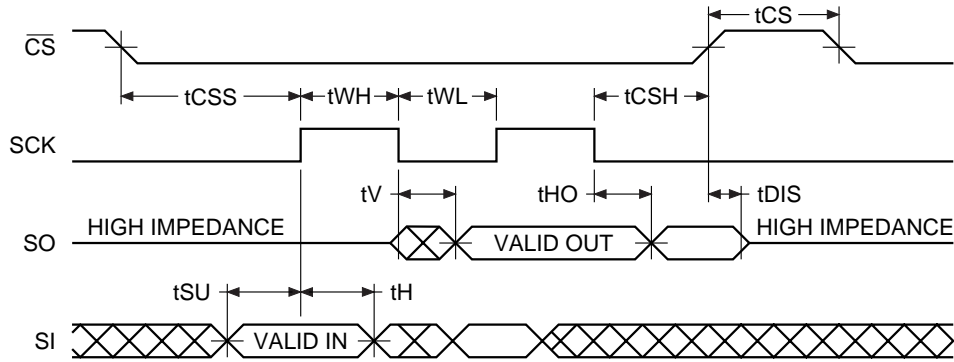 tCS
C̅S̅
tCSS tWH tWL tCSH
SCK
tV tHO tDIS
HIGH IMPEDANCE HIGH IMPEDANCE
SO VALID OUT
tSU tH
SI VALID IN